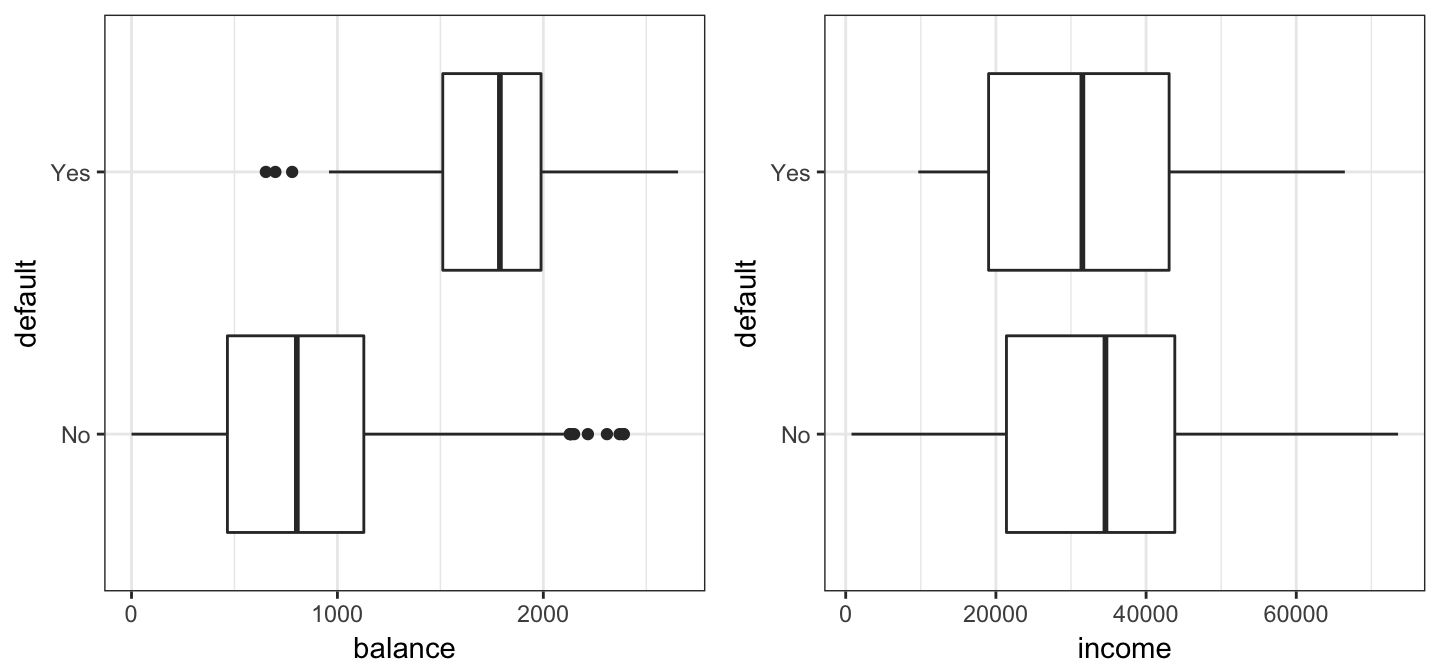 default
Yes
No
0 1000 2000
balance
default
Yes
No
0 20000 40000 60000
income